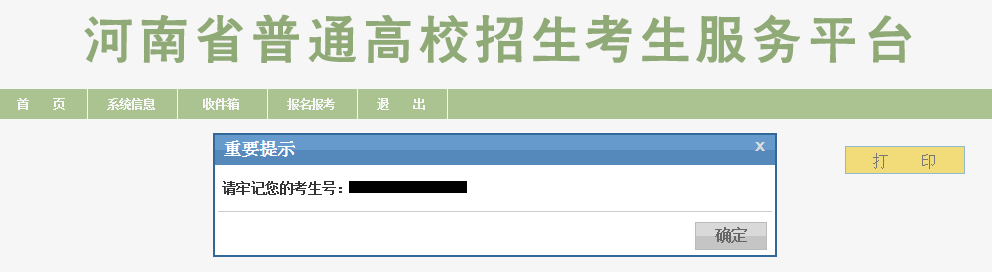 河南省普通高校招生考生服务平台
首 页 系统信息 收件箱 报名报考 退 出
重要提示 x
打 印
请牢记您的考生号：
确定